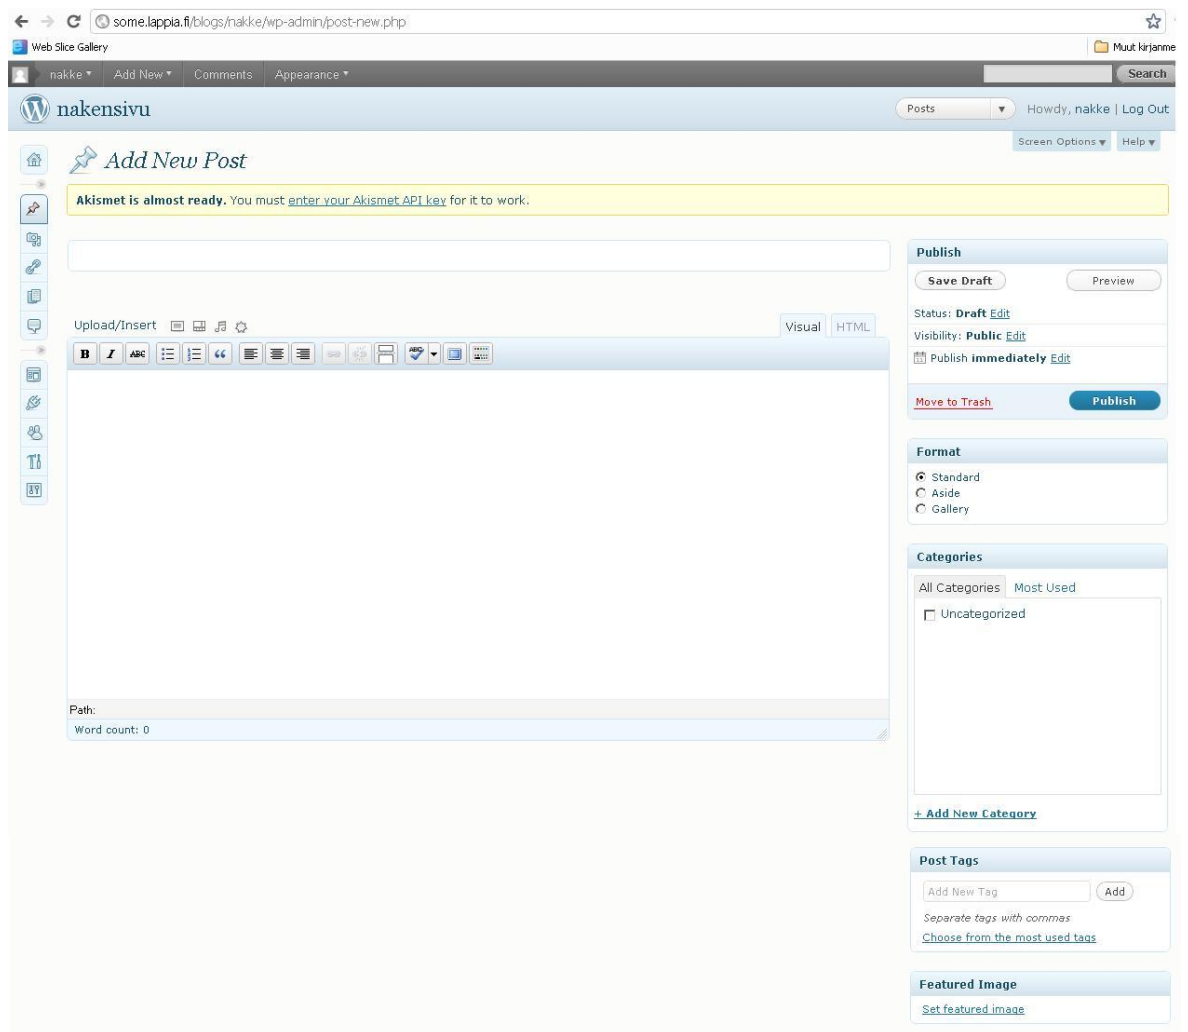 some.lappia.fi/blogs/nakke/wp-admin/post-new.php
Web Slice Gallery
Muut kirjanme
nakke
Add New
Comments
Appearance
Search
nakensivu
Posts
Howdy, nakke | Log Out
Screen Options
Help
Add New Post
Akismet is almost ready. You must enter your Akismet API key for it to work.
Upload/Insert
Visual
HTML
B I ABC
ABC
Path:
Word count: 0
Publish
Save Draft
Preview
Status: Draft Edit
Visibility: Public Edit
Publish immediately Edit
Move to Trash
Publish
Format
Standard
Aside
Gallery
Categories
All Categories
Most Used
Uncategorized
+ Add New Category
Post Tags
Add New Tag
Add
Separate tags with commas
Choose from the most used tags
Featured Image
Set featured image